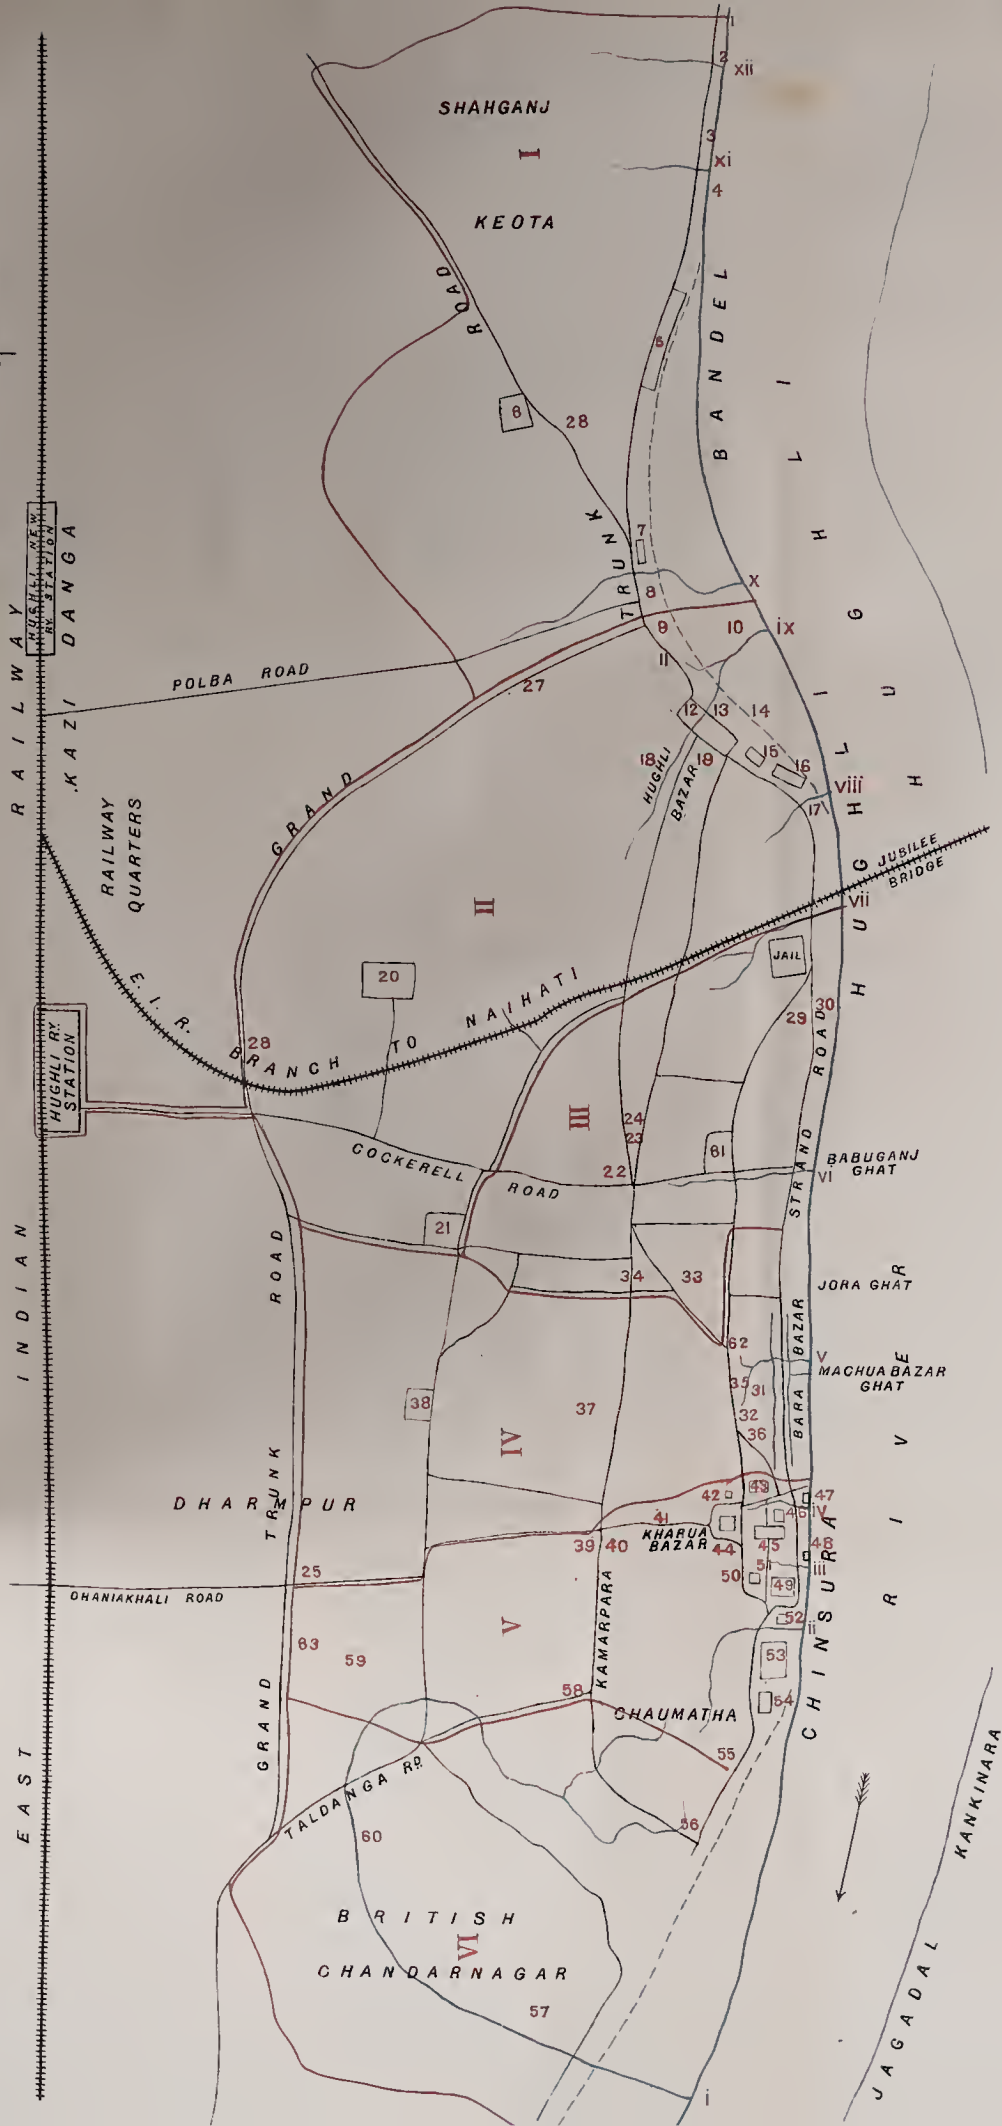 1
2
xii
SHAHGANJ
I
3
xi
4
KEOTA
ROAD
BANDEL
5
6
28
TRUNK
7
HUGHLI NEW
RY. STATION
RAILWAY
KAZI DANGA
x
8
9
10
ix
11
POLBA ROAD
27
12
13
14
15
16
HUGHLI
BAZAR
18
19
viii
17
HUGHLI
HUGHLI
GRAND
RAILWAY
QUARTERS
JUBILEE
BRIDGE
vii
II
JAIL
20
E. I. R.
BRANCH TO NAIHATI
28
29
30
HUGHLI RY.
STATION
III
24
23
22
61
COCKERELL ROAD
STRAND ROAD
BABUGANJ
GHAT
vi
21
INDIAN
ROAD
34
33
JORA GHAT
62
v
MACHUA BAZAR
GHAT
35
31
32
36
BARA BAZAR
38
37
IV
DHARMPUR
TRUNK
42
43
47
iv
46
41
KHARUA
BAZAR
39
40
44
45
48
iii
51
50
49
25
DHANIAKHALI ROAD
KAMARPARA
V
52
ii
CHINSURA
RIVER
63
59
53
58
54
CHAUMATHA
55
56
GRAND
EAST
TALDANGA RD.
60
BRITISH
VI
CHANDARNAGAR
57
i
KANKINARA
JAGADAL